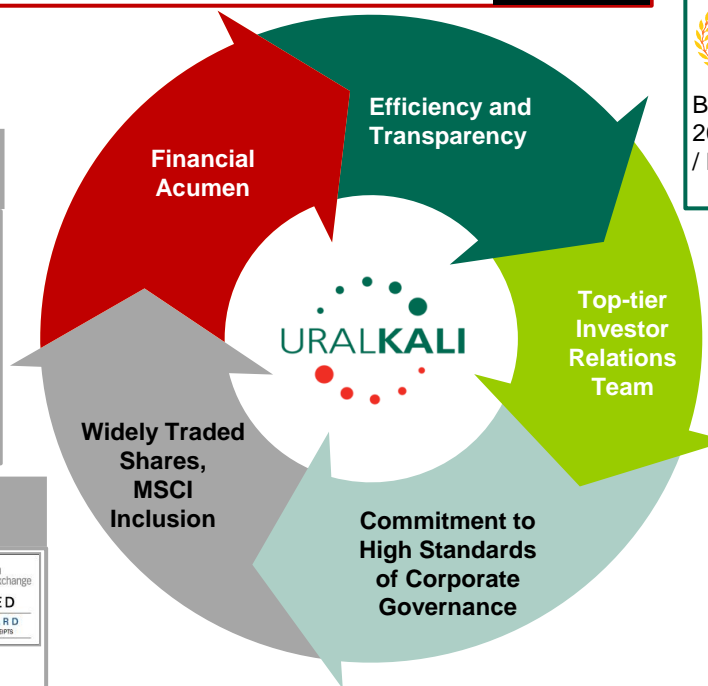 Efficiency and
Transparency
Financial
Acumen
URALKALI
Top-tier
Investor
Relations
Team
Widely Traded
Shares,
MSCI
Inclusion
Commitment to
High Standards
of Corporate
Governance